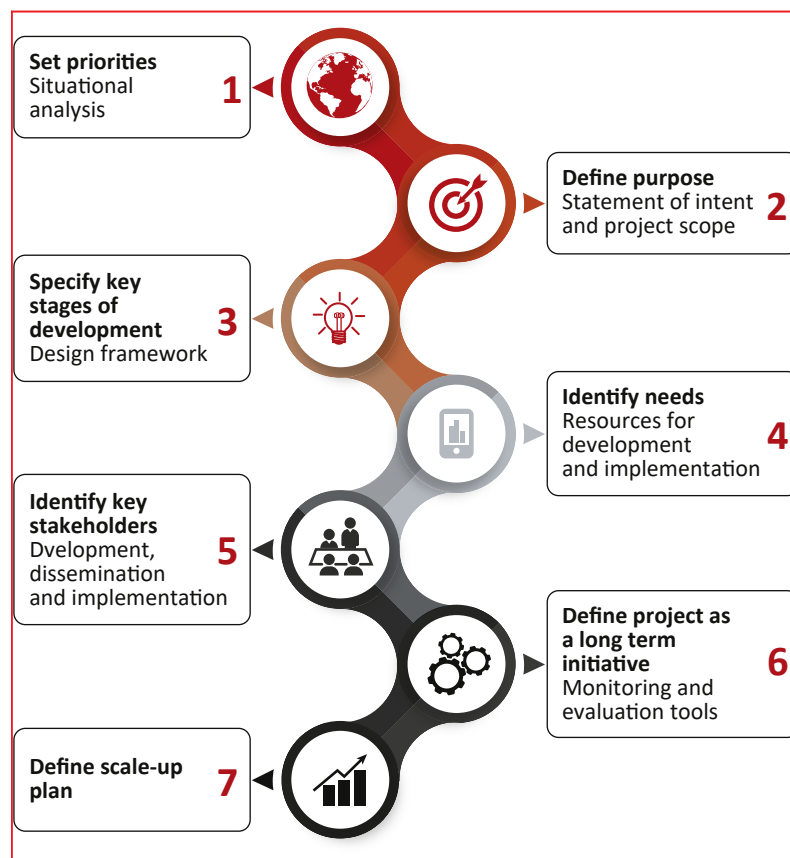 Set priorities
Situational
analysis
1
Define purpose
Statement of intent
and project scope
2
Specify key
stages of
development
Design framework
3
Identify needs
Resources for
development
and implementation
4
Identify key
stakeholders
Dvelopment,
dissemination
and implementation
5
Define project as
a long term
initiative
Monitoring and
evaluation tools
6
Define scale-up
plan
7